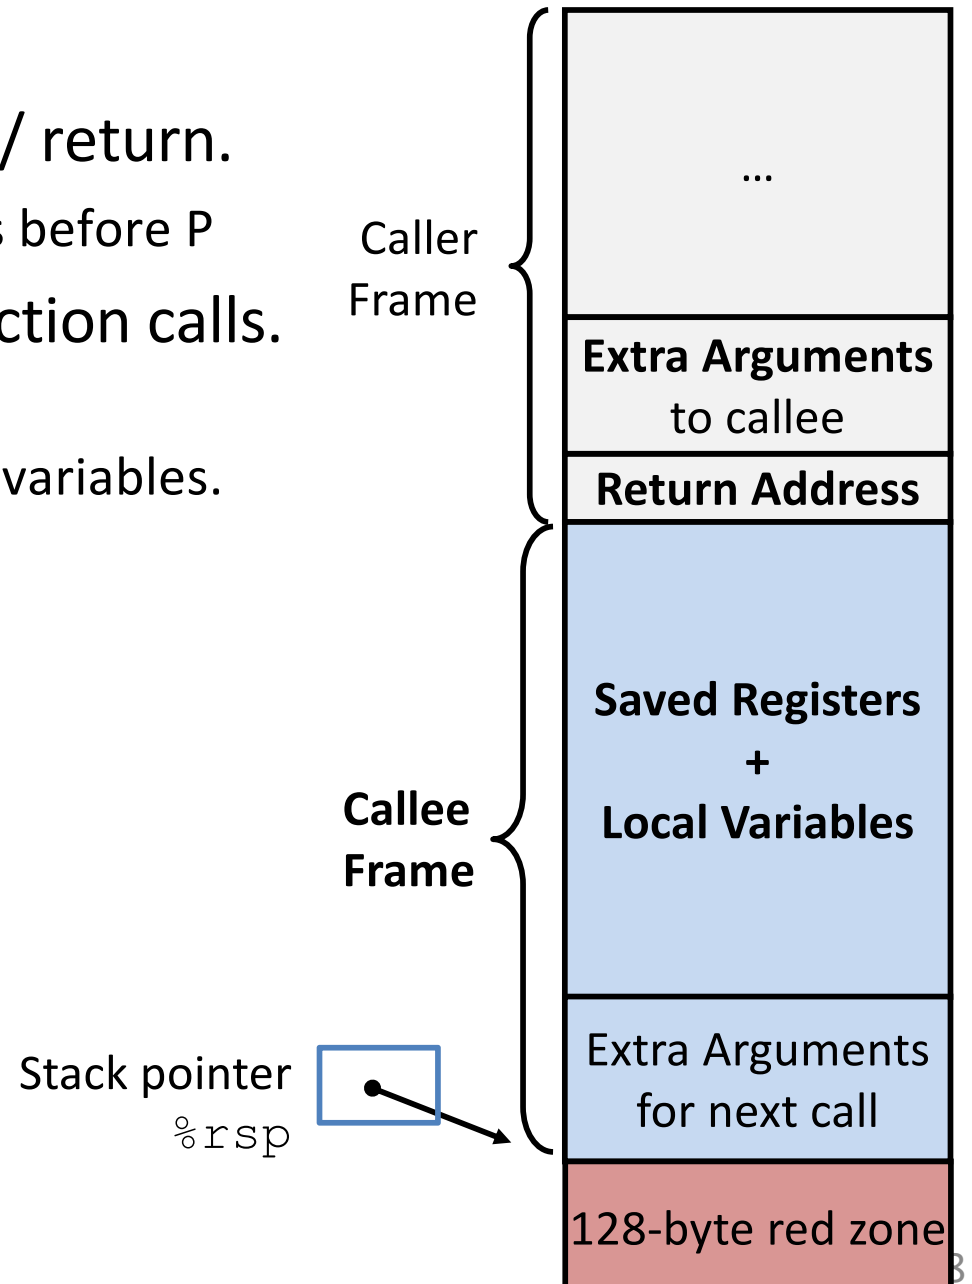 / return.
s before P
ction calls.
variables.
Caller
Frame
...
Extra Arguments
to callee
Return Address
Callee
Frame
Saved Registers
+
Local Variables
Stack pointer
%rsp
Extra Arguments
for next call
128-byte red zone